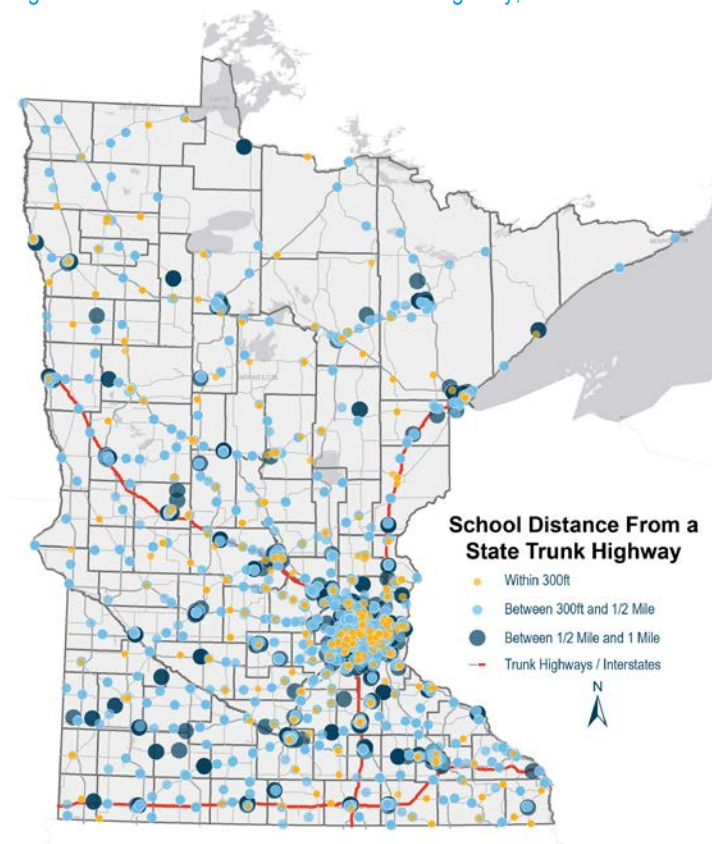 School Distance From a
State Trunk Highway
Within 300ft
Between 300ft and 1/2 Mile
Between 1/2 Mile and 1 Mile
Trunk Highways / Interstates
N
MINNESOTA